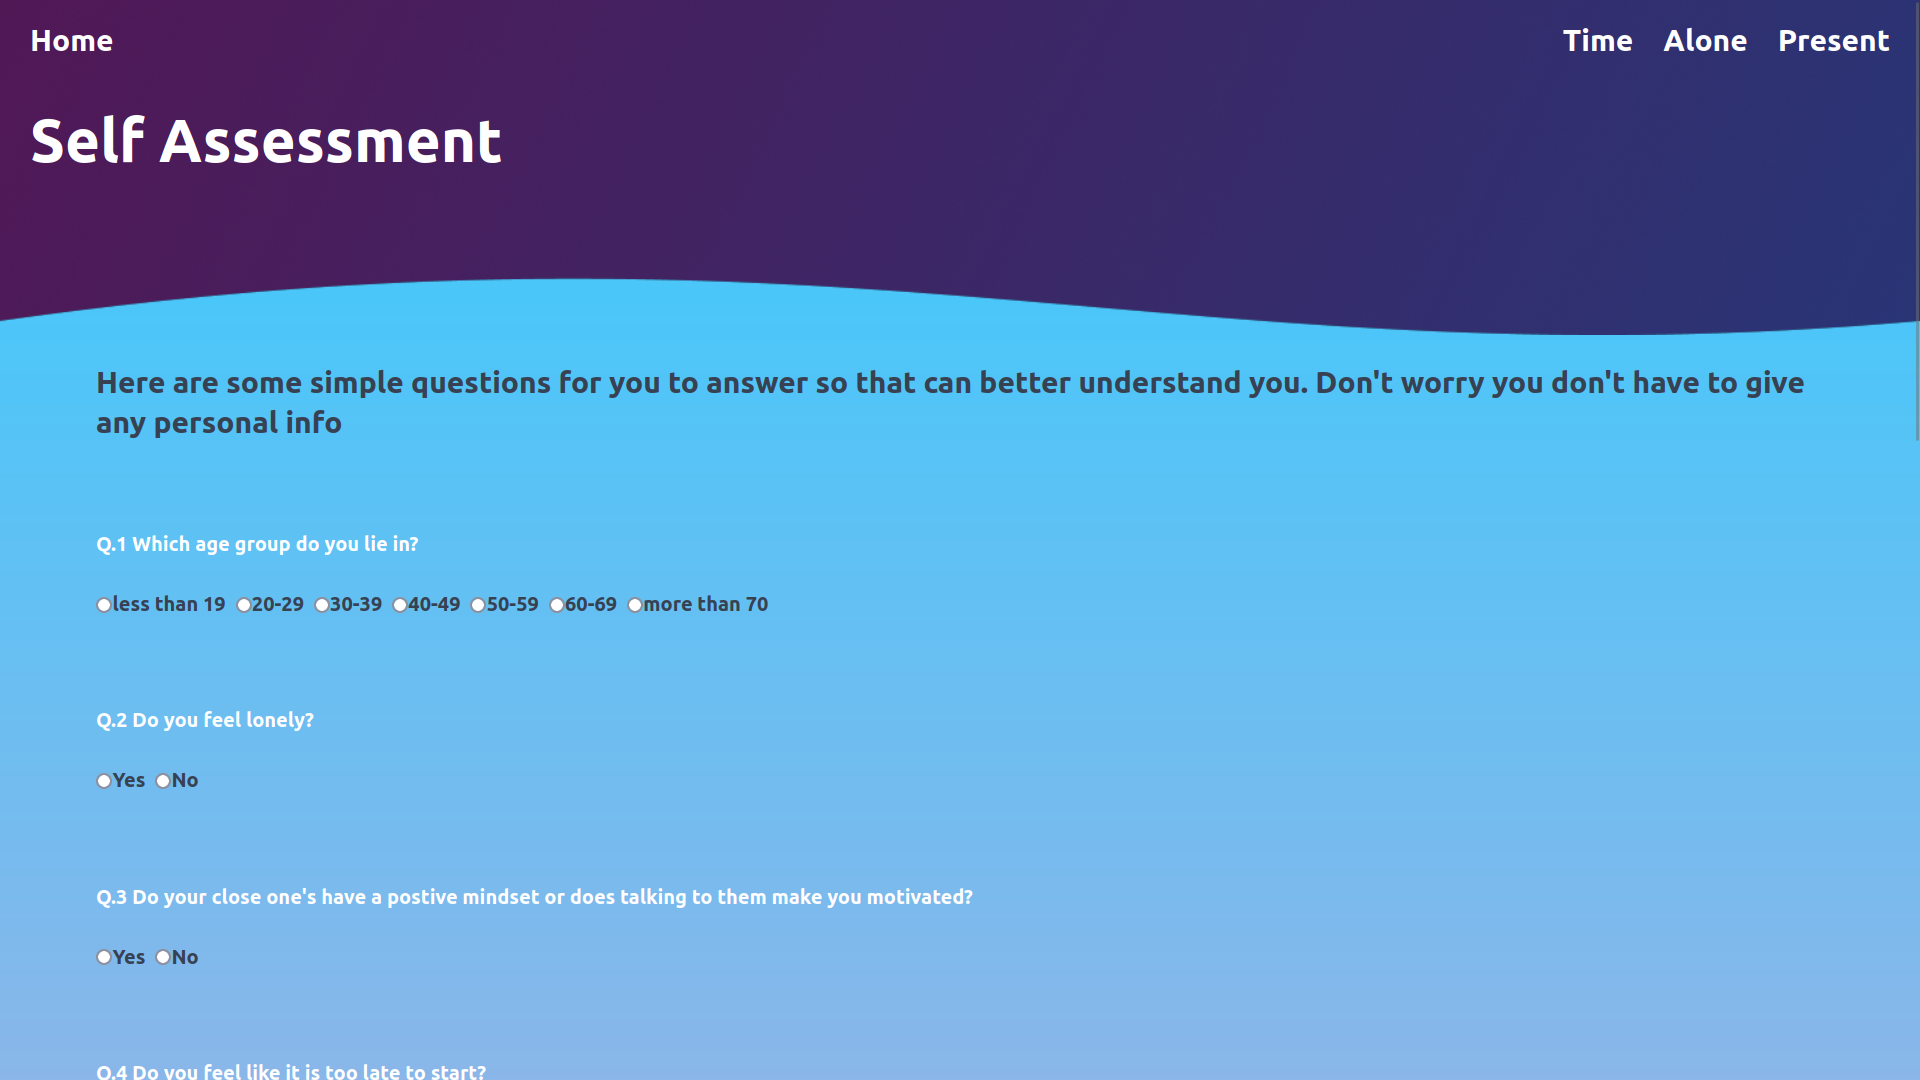 Home
Time Alone Present
Self Assessment
Here are some simple questions for you to answer so that can better understand you. Don't worry you don't have to give
any personal info
Q.1 Which age group do you lie in?
less than 19 20-29 30-39 40-49 50-59 60-69 more than 70
Q.2 Do you feel lonely?
Yes No
Q.3 Do your close one's have a postive mindset or does talking to them make you motivated?
Yes No
Q.4 Do you feel like it is too late to start?